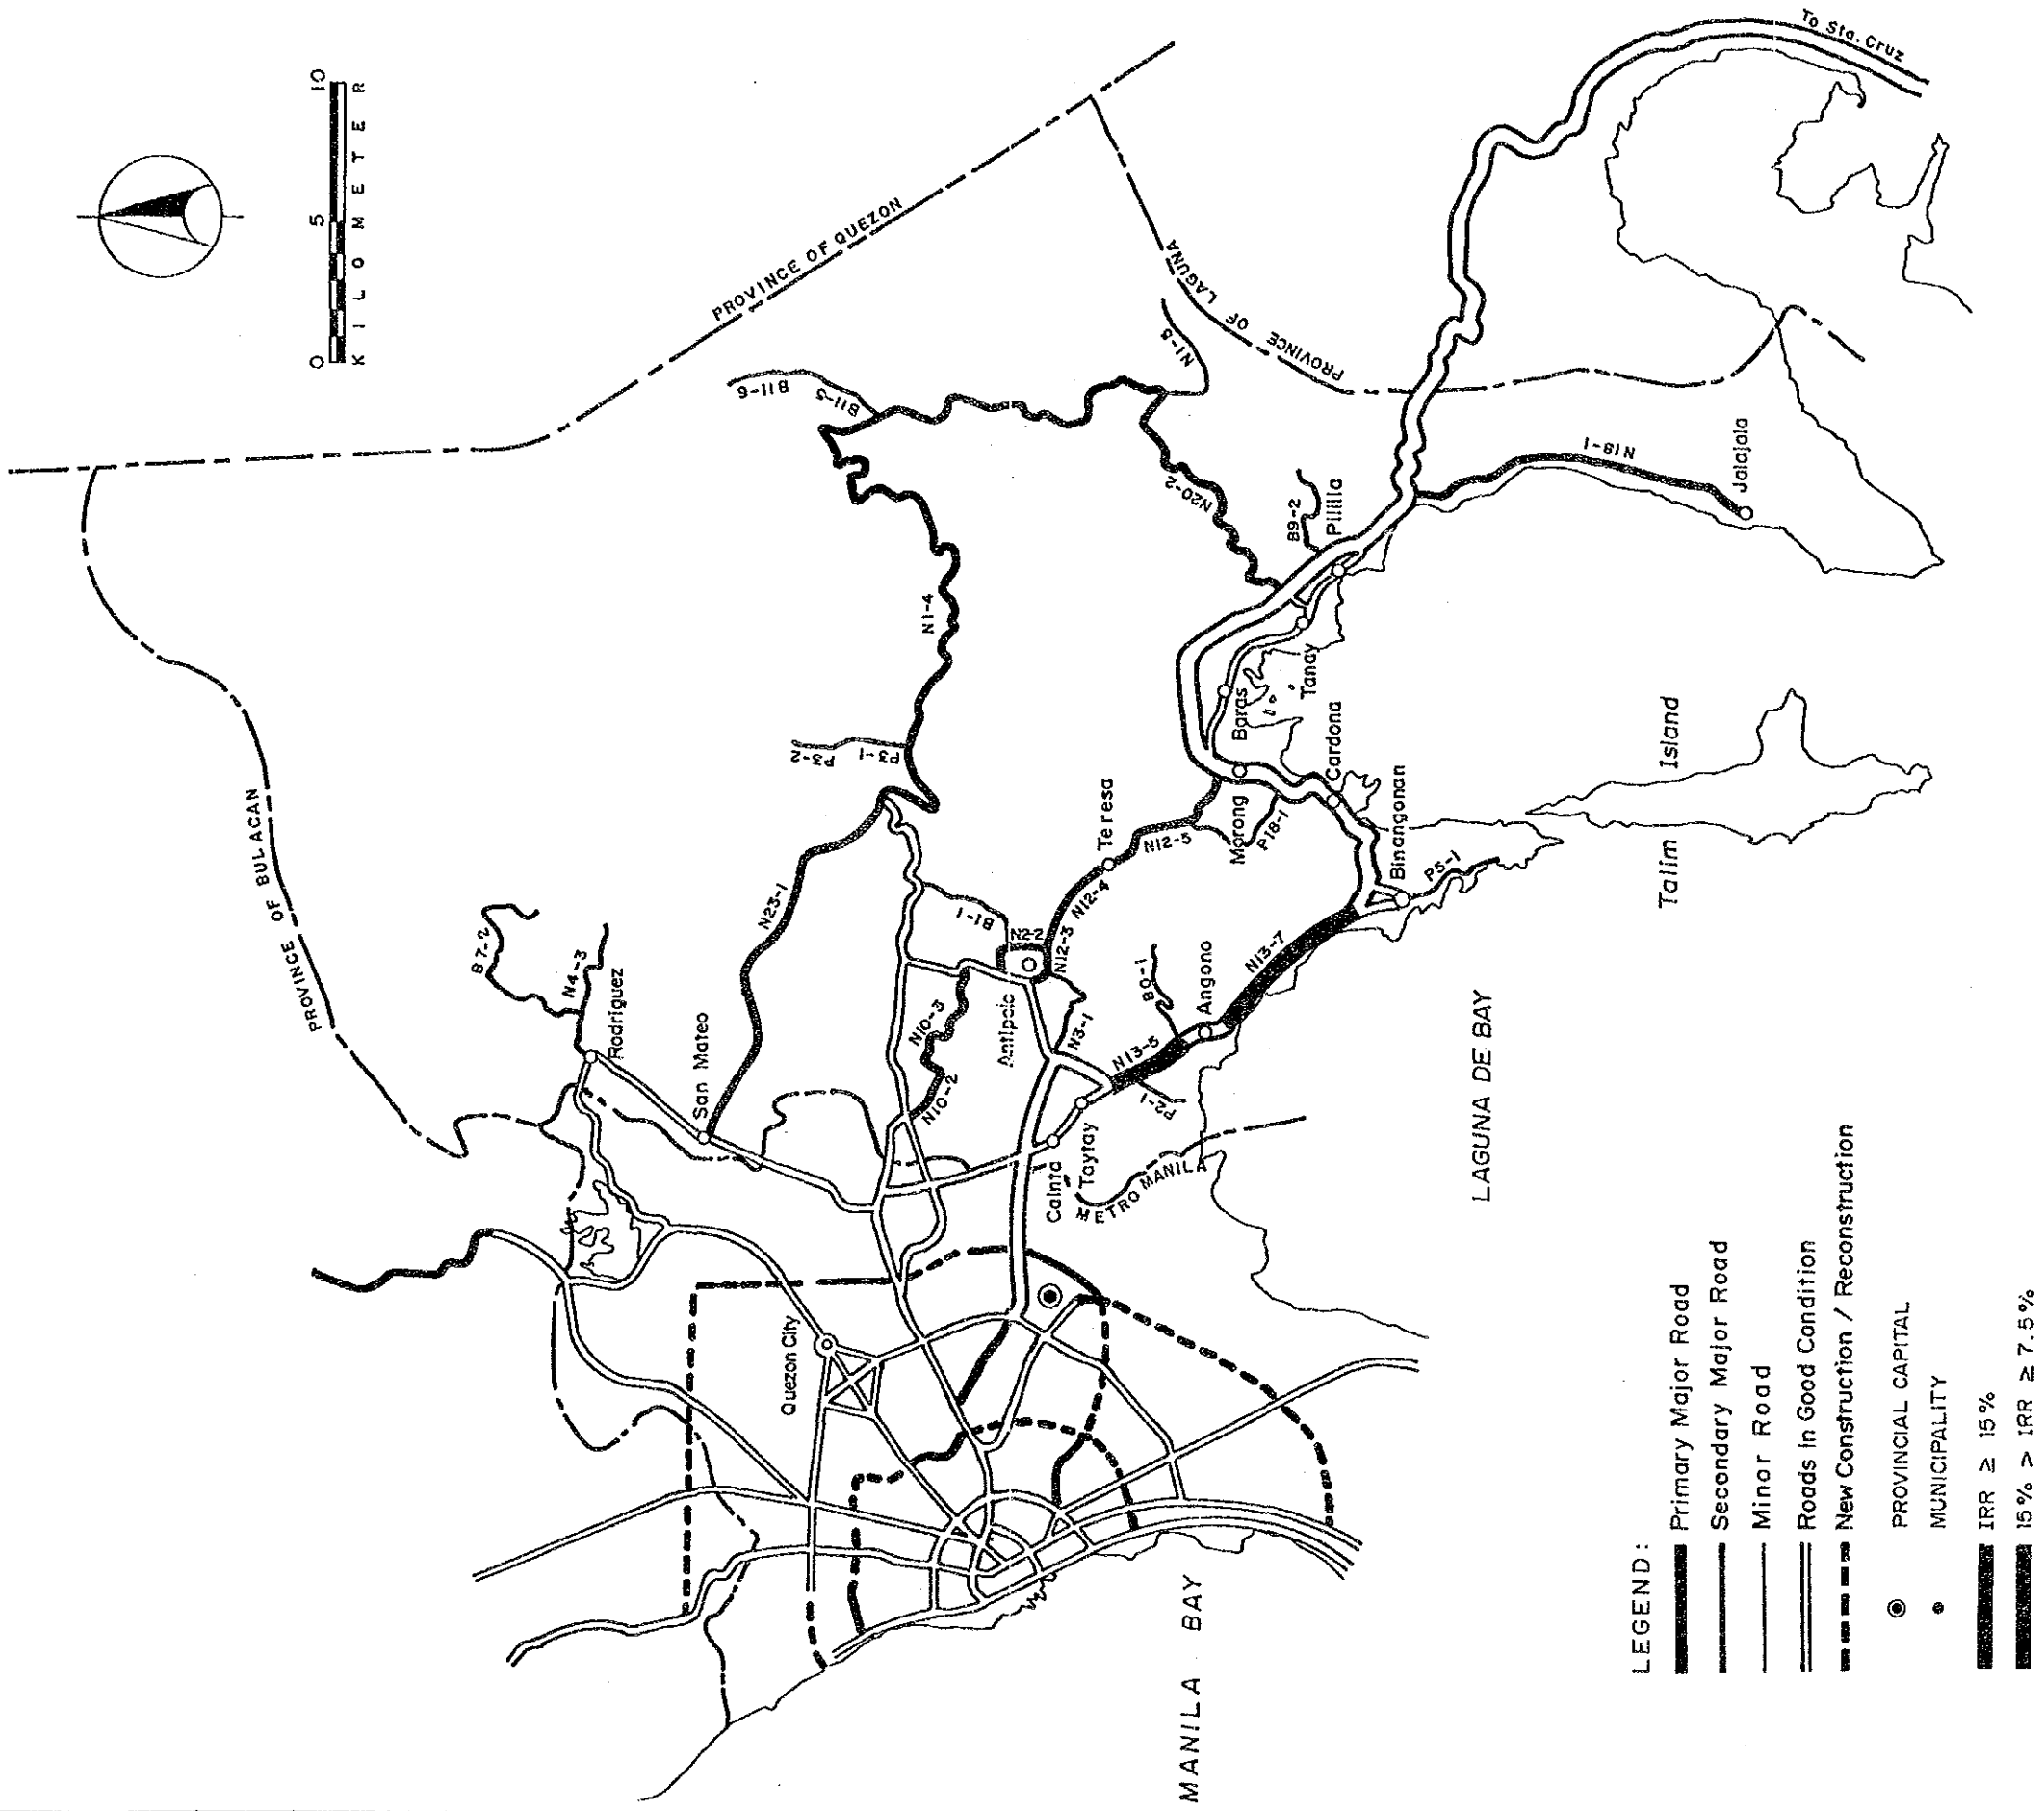 0 5 10
KILOMETER
PROVINCE OF BULACAN
PROVINCE OF QUEZON
PROVINCE OF LAGUNA
To Sta. Cruz
B11-6
B11-5
N1-8
N1-4
P3-2
P3-1
N20-2
B9-2
Pililla
N18-1
Jalajala
B7-2
N4-3
Rodriguez
San Mateo
N23-1
B1-1
N2-2
N12-3
N12-4
Teresa
N12-5
Morong
P18-1
Baras
Tanay
Cardona
Binangonan
P5-1
Talim Island
N10-3
N10-2
Antipolo
N3-1
B0-1
Angono
N13-7
N13-5
P2-1
Cainta
Taytay
METRO MANILA
Quezon City
LAGUNA DE BAY
MANILA BAY
LEGEND:
Primary Major Road
Secondary Major Road
Minor Road
Roads in Good Condition
New Construction / Reconstruction
PROVINCIAL CAPITAL
MUNICIPALITY
IRR ≥ 15%
15% > IRR ≥ 7.5%